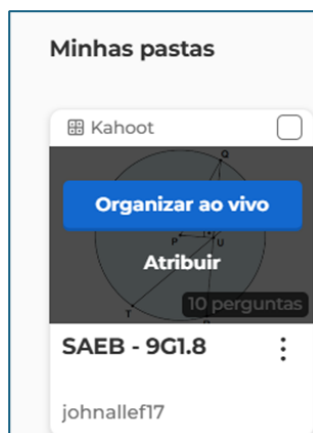 Minhas pastas
Kahoot
Q
Organizar ao vivo
P
U
Atribuir
10 perguntas
T
SAEB - 9G1.8
johnallef17